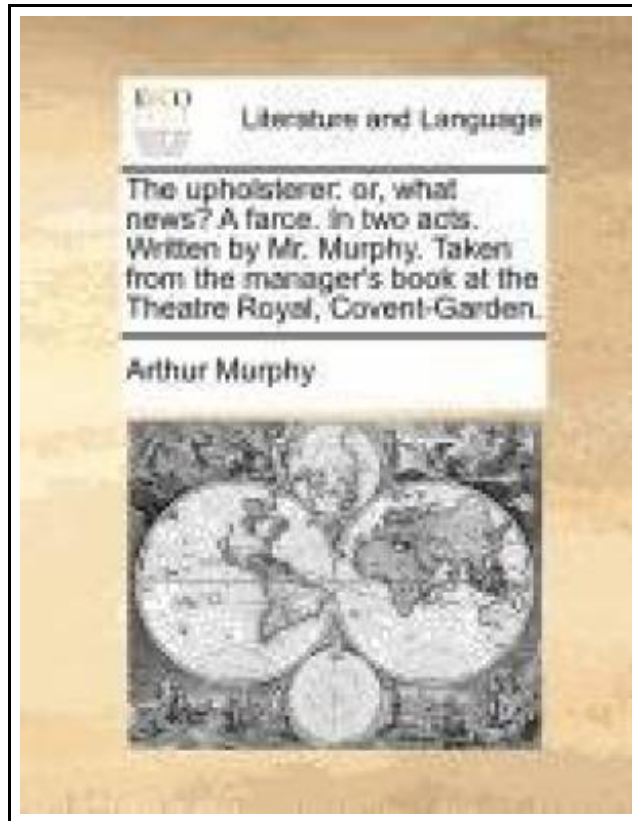 ECCO
Literature and Language
The upholsterer: or, what
news? A farce. In two acts.
Written by Mr. Murphy. Taken
from the manager's book at the
Theatre Royal, Covent-Garden.
Arthur Murphy